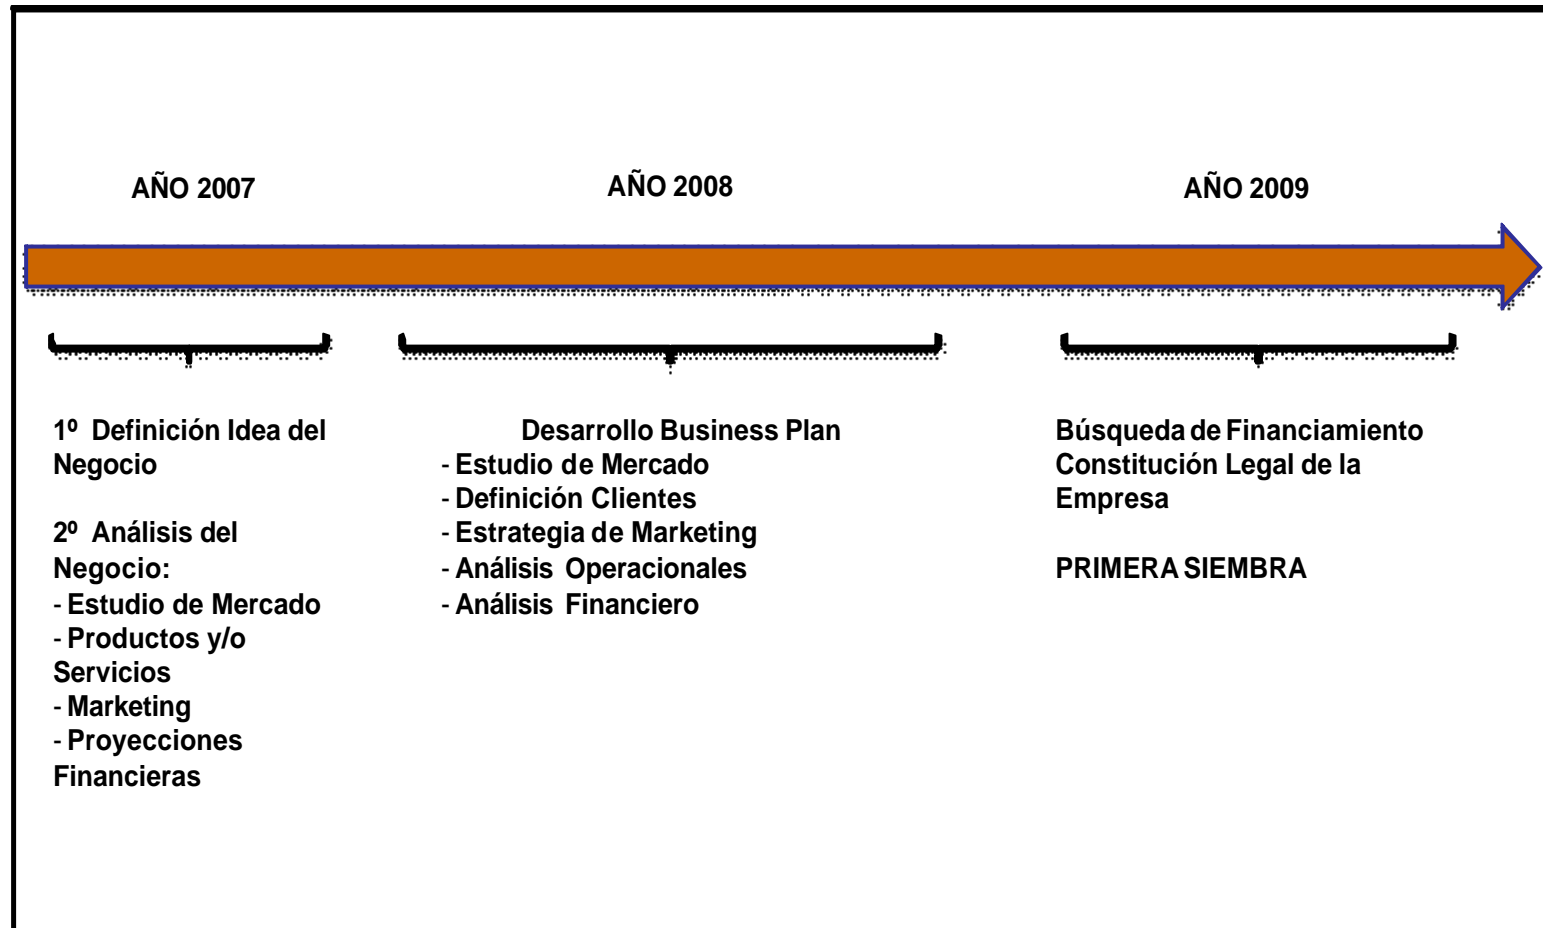 AÑO 2007
AÑO 2008
AÑO 2009
1º Definición Idea del
Negocio
2º Análisis del
Negocio:
- Estudio de Mercado
- Productos y/o
Servicios
- Marketing
- Proyecciones
Financieras
Desarrollo Business Plan
- Estudio de Mercado
- Definición Clientes
- Estrategia de Marketing
- Análisis Operacionales
- Análisis Financiero
Búsqueda de Financiamiento
Constitución Legal de la
Empresa
PRIMERA SIEMBRA